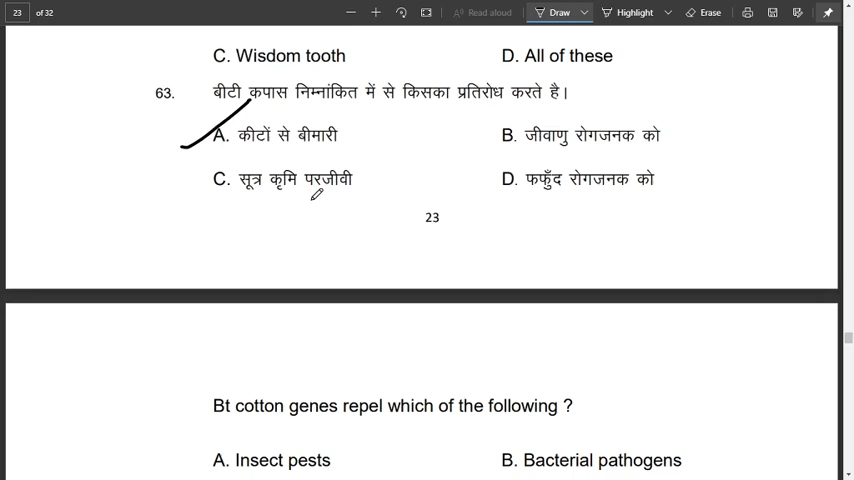 23 of 32 Read aloud Draw Highlight Erase
C. Wisdom tooth D. All of these
63. बीटी कपास निम्नांकित में से किसका प्रतिरोध करते है।
A. कीटों से बीमारी B. जीवाणु रोगजनक को
C. सूत्र कृमि परजीवी D. फफुँद रोगजनक को
23
Bt cotton genes repel which of the following ?
A. Insect pests B. Bacterial pathogens